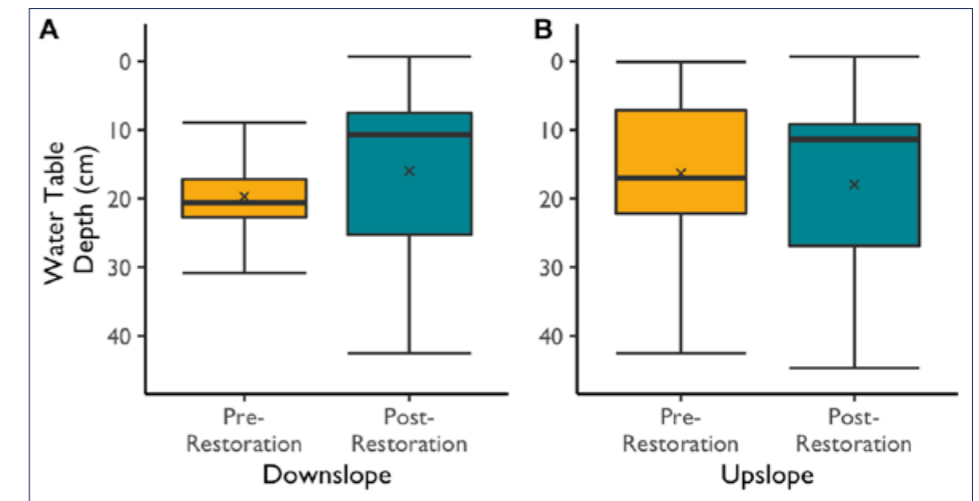 A
Water Table
Depth (cm)
0
10
20
30
40
Pre-
Restoration
Post-
Restoration
Downslope
B
0
10
20
30
40
Pre-
Restoration
Post-
Restoration
Upslope